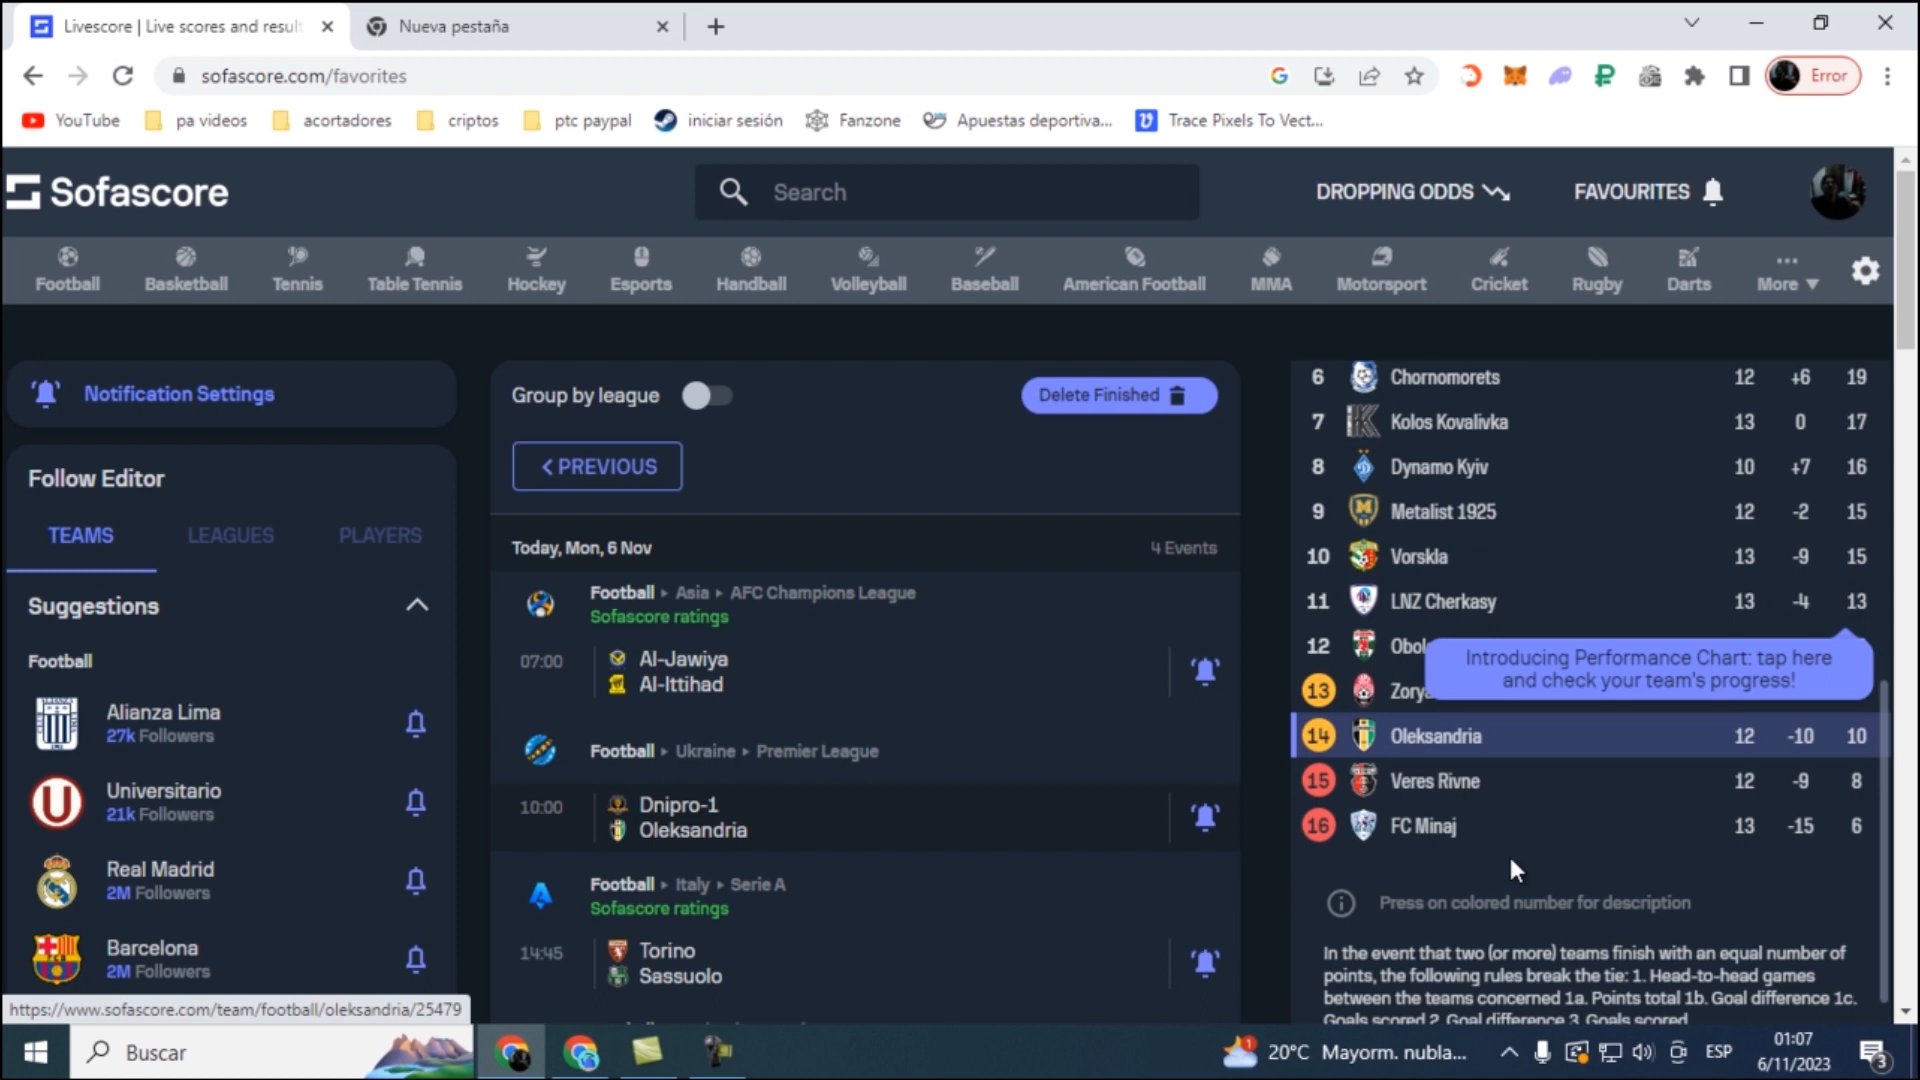 Livescore | Live scores and result
Nueva pestaña
sofascore.com/favorites
Error
YouTube
pa videos
acortadores
criptos
ptc paypal
iniciar sesión
Fanzone
Apuestas deportiva...
Trace Pixels To Vect...
Sofascore
Search
DROPPING ODDS
FAVOURITES
Football
Basketball
Tennis
Table Tennis
Hockey
Esports
Handball
Volleyball
Baseball
American Football
MMA
Motorsport
Cricket
Rugby
Darts
More
Notification Settings
Follow Editor
TEAMS LEAGUES PLAYERS
Suggestions
Football
Alianza Lima
27k Followers
Universitario
21k Followers
Real Madrid
2M Followers
Barcelona
2M Followers
https://www.sofascore.com/team/football/oleksandria/25479
Group by league
Delete Finished
PREVIOUS
Today, Mon, 6 Nov 4 Events
Football Asia AFC Champions League
Sofascore ratings
07:00
Al-Jawiya
Al-Ittihad
Football Ukraine Premier League
10:00
Dnipro-1
Oleksandria
Football Italy Serie A
Sofascore ratings
14:45
Torino
Sassuolo
6 Chornomorets 12 +6 19
7 Kolos Kovalivka 13 0 17
8 Dynamo Kyiv 10 +7 16
9 Metalist 1925 12 -2 15
10 Vorskla 13 -9 15
11 LNZ Cherkasy 13 -4 13
12 Obol
Introducing Performance Chart: tap here
and check your team's progress!
13 Zorya
14 Oleksandria 12 -10 10
15 Veres Rivne 12 -9 8
16 FC Minaj 13 -15 6
Press on colored number for description
In the event that two (or more) teams finish with an equal number of
points, the following rules break the tie: 1. Head-to-head games
between the teams concerned 1a. Points total 1b. Goal difference 1c.
Goals scored 2. Goal difference 3. Goals scored
Buscar
1
20°C Mayorm. nubla...
ESP
01:07
6/11/2023
3